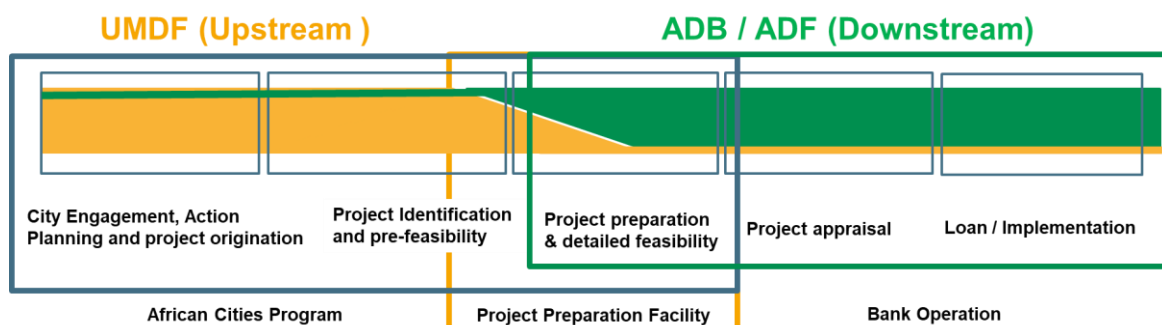 UMDF (Upstream )
ADB / ADF (Downstream)
City Engagement, Action
Planning and project origination
Project Identification
and pre-feasibility
Project preparation
& detailed feasibility
Project appraisal
Loan / Implementation
African Cities Program
Project Preparation Facility
Bank Operation